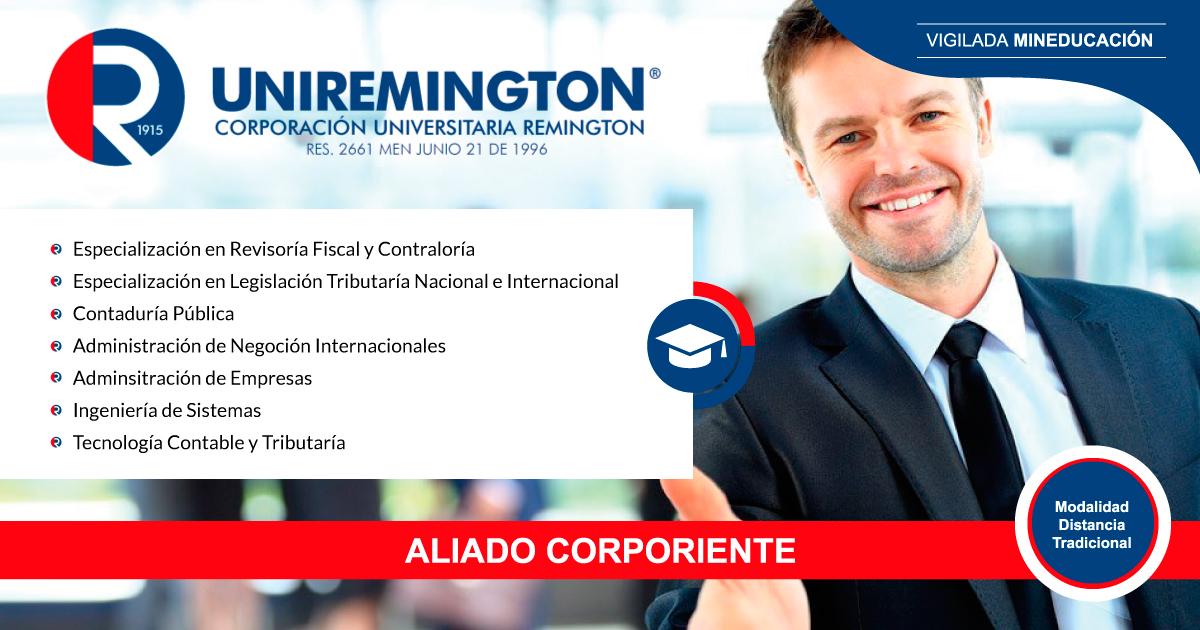 VIGILADA MINEDUCACIÓN
R
1915
UNIREMINGTON®
CORPORACIÓN UNIVERSITARIA REMINGTON
RES. 2661 MEN JUNIO 21 DE 1996
Especialización en Revisoría Fiscal y Contraloría
Especialización en Legislación Tributaría Nacional e Internacional
Contaduría Pública
Administración de Negoción Internacionales
Adminsitración de Empresas
Ingeniería de Sistemas
Tecnología Contable y Tributaría
Modalidad
Distancia
Tradicional
ALIADO CORPORIENTE